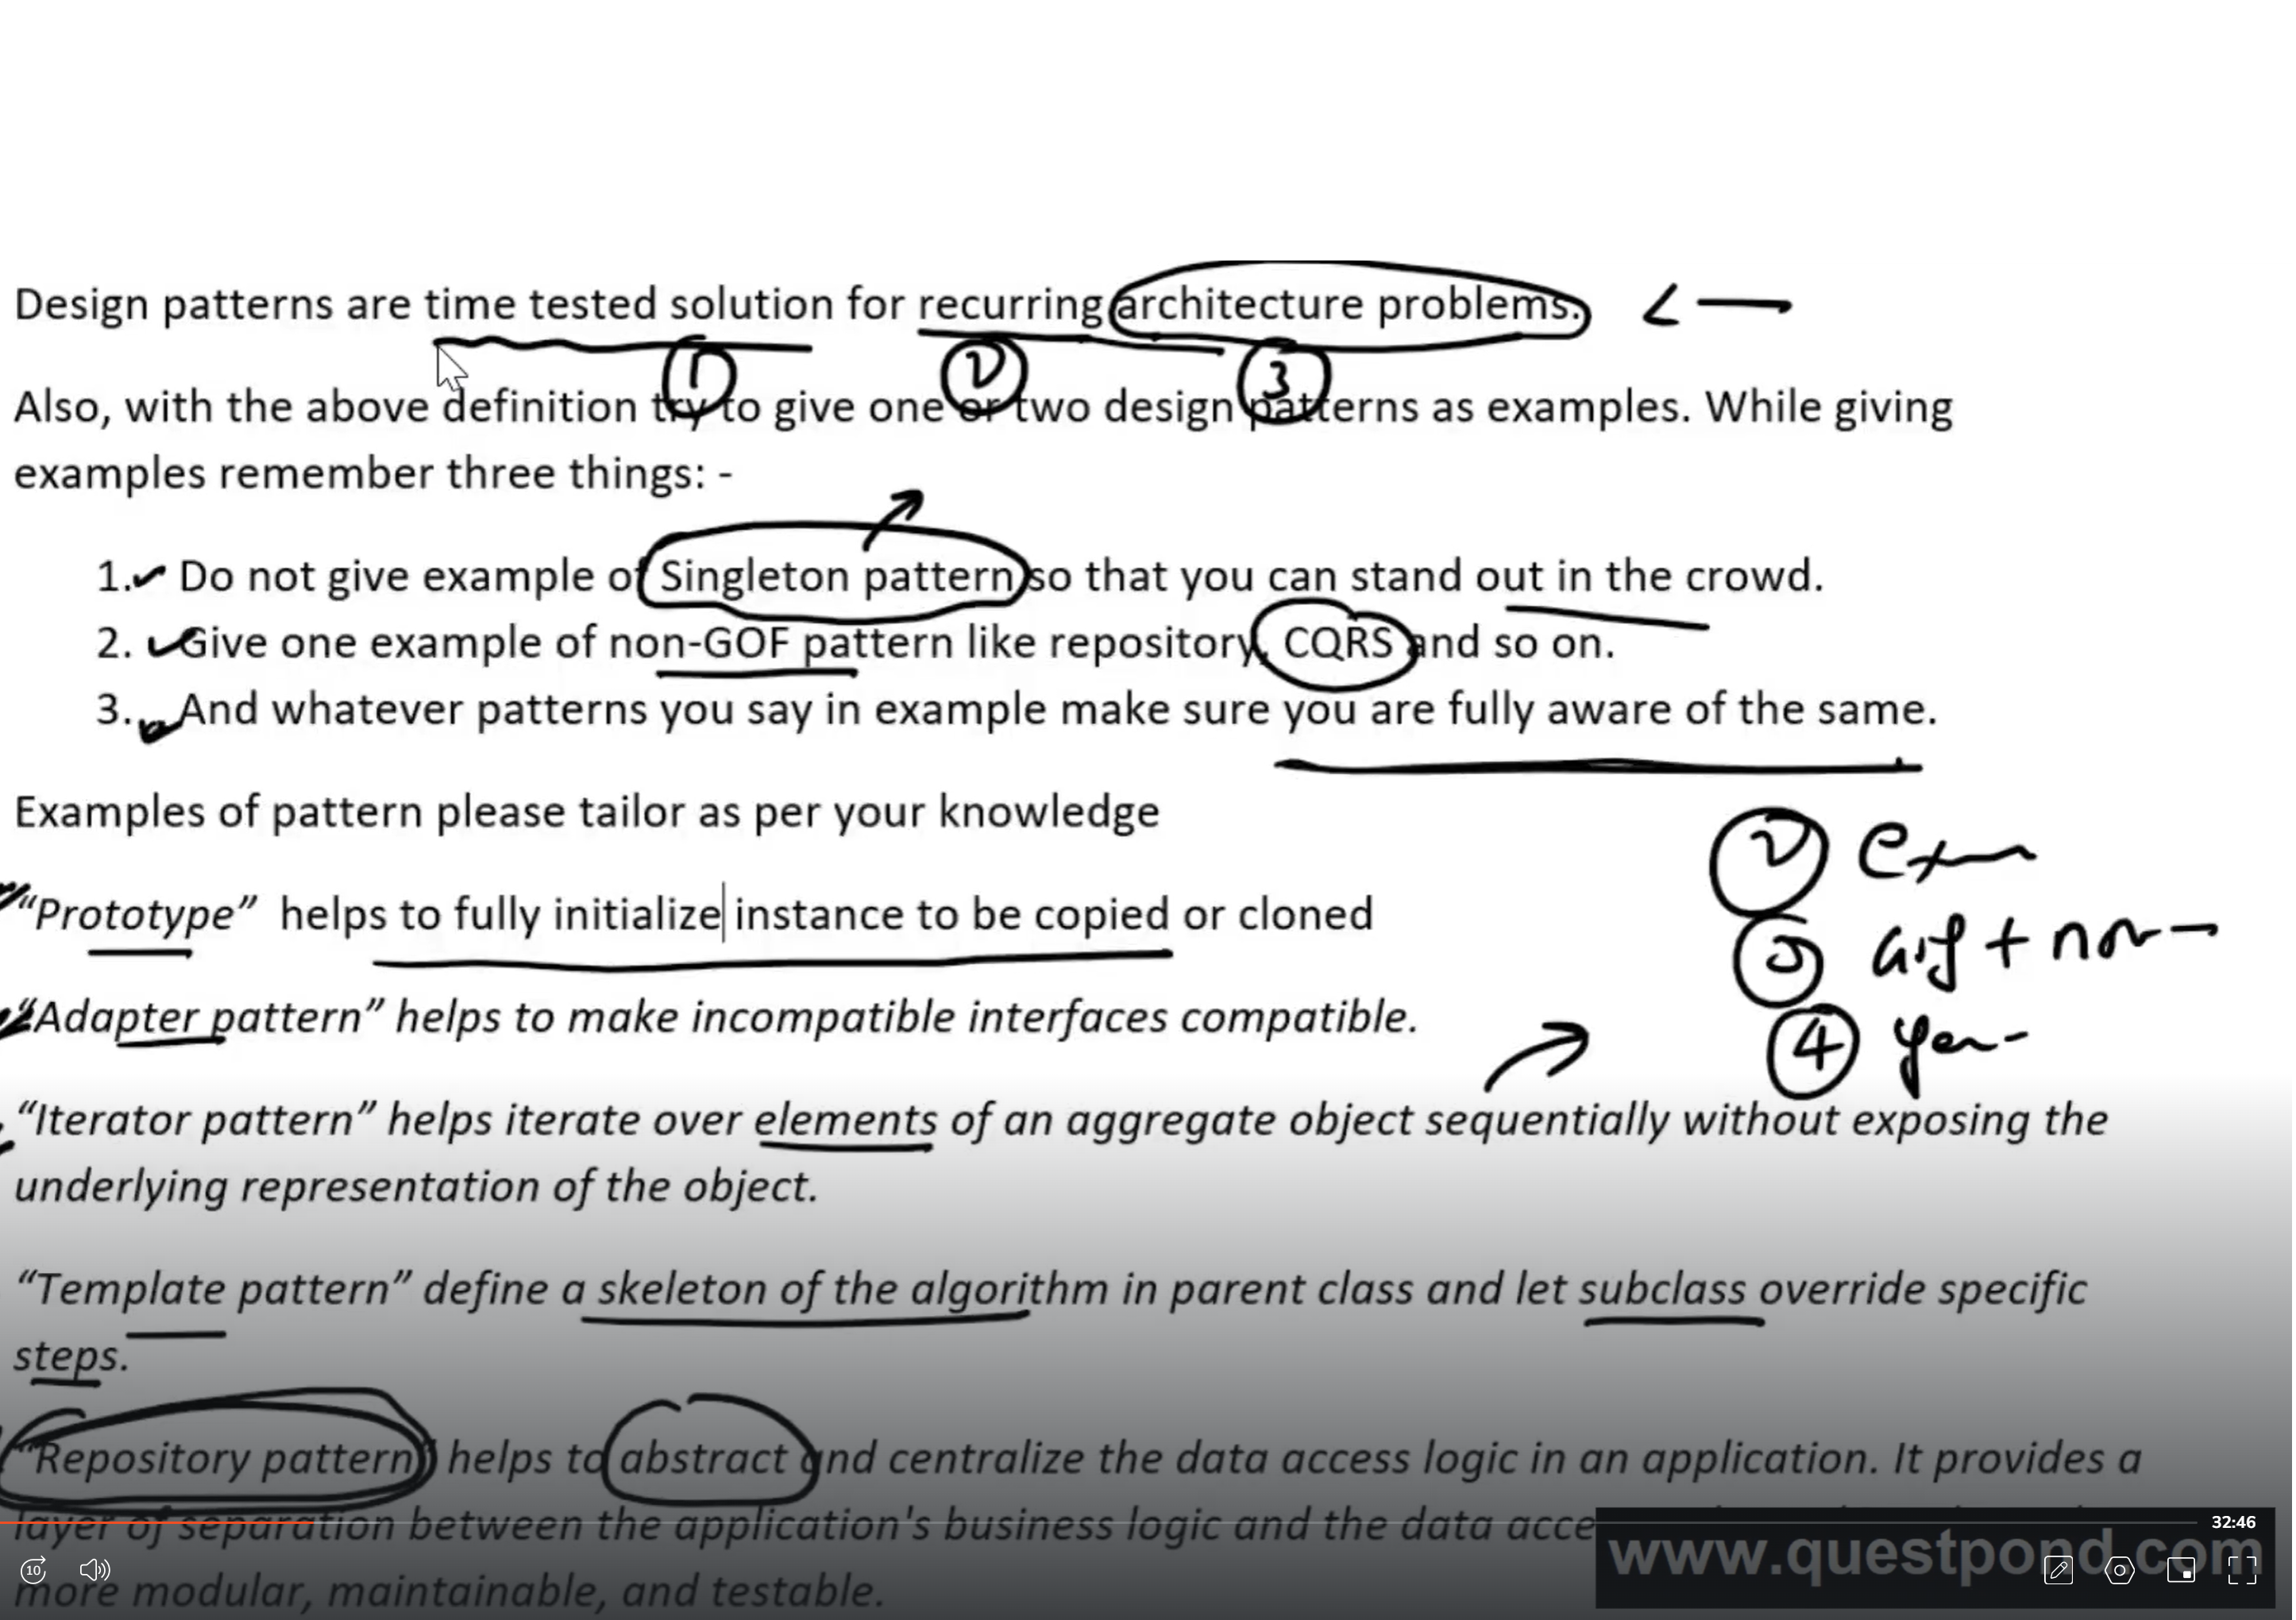 Design patterns are time tested solution for recurring architecture problems.
1 2 3
Also, with the above definition try to give one or two design patterns as examples. While giving
examples remember three things: -
1. Do not give example of Singleton pattern so that you can stand out in the crowd.
2. Give one example of non-GOF pattern like repository, CQRS and so on.
3. And whatever patterns you say in example make sure you are fully aware of the same.
Examples of pattern please tailor as per your knowledge
2
“Prototype” helps to fully initialize instance to be copied or cloned
“Adapter pattern” helps to make incompatible interfaces compatible.
4
“Iterator pattern” helps iterate over elements of an aggregate object sequentially without exposing the
underlying representation of the object.
“Template pattern” define a skeleton of the algorithm in parent class and let subclass override specific
steps.
“Repository pattern” helps to abstract and centralize the data access logic in an application. It provides a
layer of separation between the application's business logic and the data
32:46
www.questpond.com
10
more modular, maintainable, and testable.